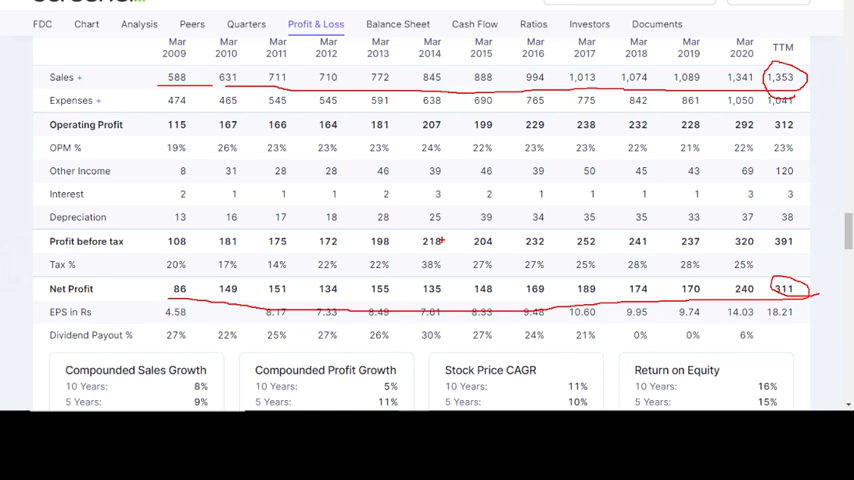 FDC Chart Analysis Peers Quarters Profit & Loss Balance Sheet Cash Flow Ratios Investors Documents
Mar 2009 Mar 2010 Mar 2011 Mar 2012 Mar 2013 Mar 2014 Mar 2015 Mar 2016 Mar 2017 Mar 2018 Mar 2019 Mar 2020 TTM
Sales + 588 631 711 710 772 845 888 994 1,013 1,074 1,089 1,341 1,353
Expenses + 474 465 545 545 591 638 690 765 775 842 861 1,050 1,041
Operating Profit 115 167 166 164 181 207 199 229 238 232 228 292 312
OPM % 19% 26% 23% 23% 23% 24% 22% 23% 23% 22% 21% 22% 23%
Other Income 8 31 28 28 46 39 46 39 50 45 43 69 120
Interest 2 1 1 1 2 3 2 1 1 1 1 3 3
Depreciation 13 16 17 18 28 25 39 34 35 35 33 37 38
Profit before tax 108 181 175 172 198 218 204 232 252 241 237 320 391
Tax % 20% 17% 14% 22% 22% 38% 27% 27% 25% 28% 28% 25%
Net Profit 86 149 151 134 155 135 148 169 189 174 170 240 311
EPS in Rs 4.58 8.17 7.33 8.49 7.61 8.33 9.48 10.60 9.95 9.74 14.03 18.21
Dividend Payout % 27% 22% 25% 27% 26% 30% 27% 24% 21% 0% 0% 6%
Compounded Sales Growth Compounded Profit Growth Stock Price CAGR Return on Equity
10 Years: 8% 10 Years: 5% 10 Years: 11% 10 Years: 16%
5 Years: 9% 5 Years: 11% 5 Years: 10% 5 Years: 15%